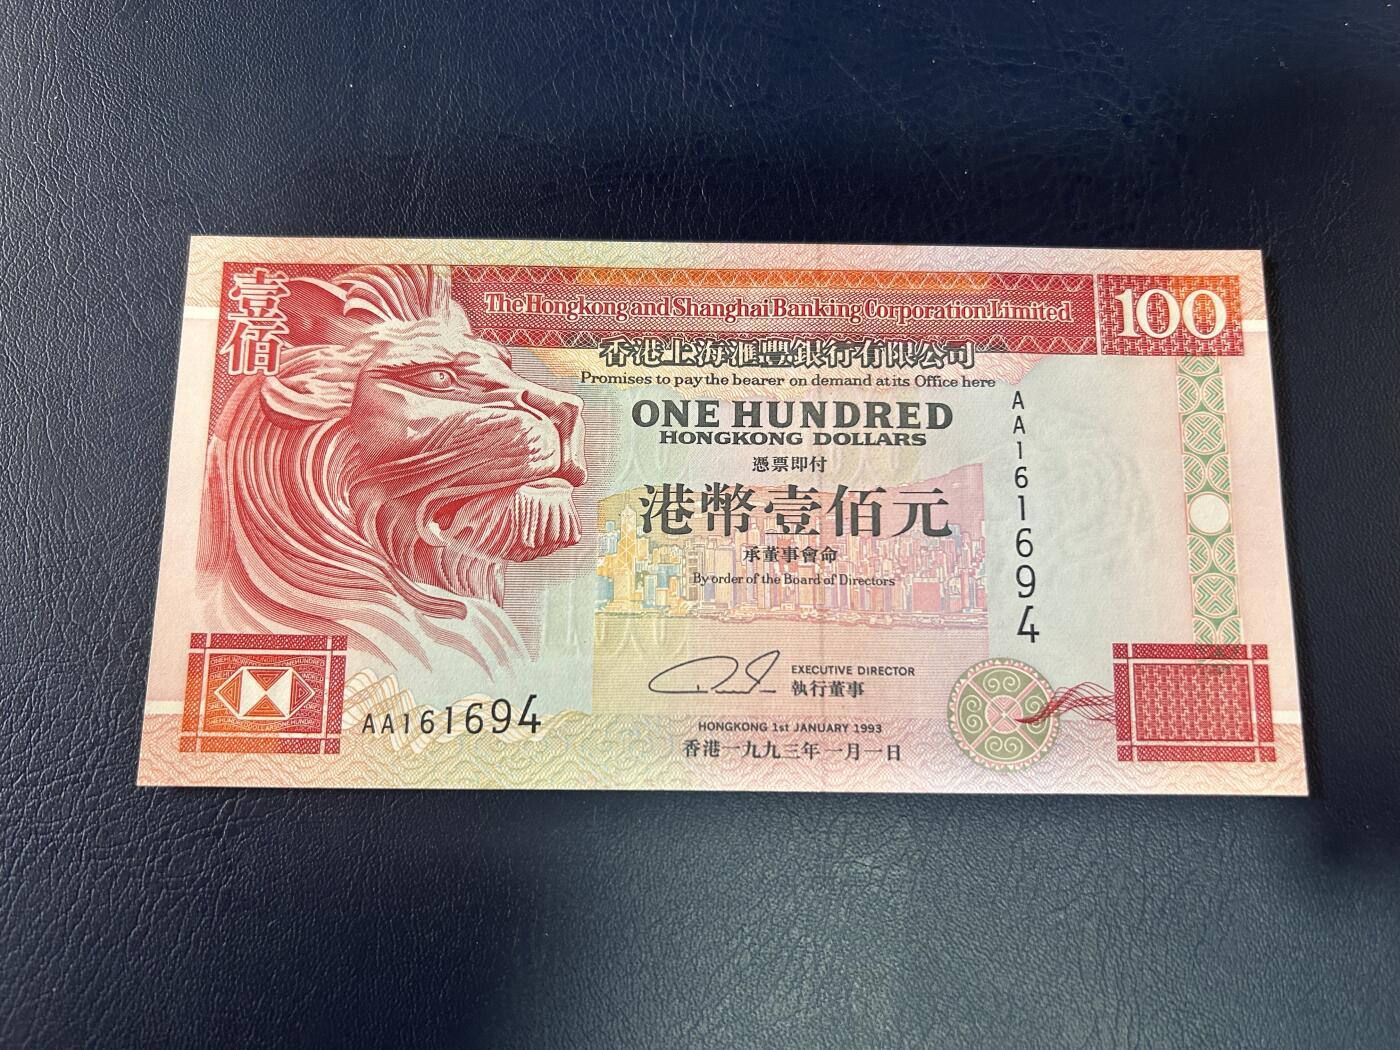 壹佰
The Hongkong and Shanghai Banking Corporation Limited
100
香港上海滙豐銀行有限公司
Promises to pay the bearer on demand at its Office here
ONE HUNDRED
HONGKONG DOLLARS
憑票即付
港幣壹佰元
承董事會命
By order of the Board of Directors
AA161694
EXECUTIVE DIRECTOR
執行董事
AA161694
HONGKONG 1st JANUARY 1993
香港一九九三年一月一日